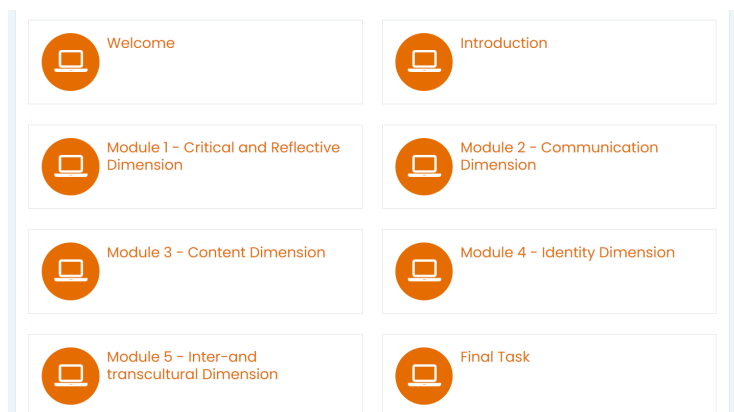 Welcome
Introduction
Module 1 - Critical and Reflective
Dimension
Module 2 - Communication
Dimension
Module 3 - Content Dimension
Module 4 - Identity Dimension
Module 5 - Inter-and
transcultural Dimension
Final Task